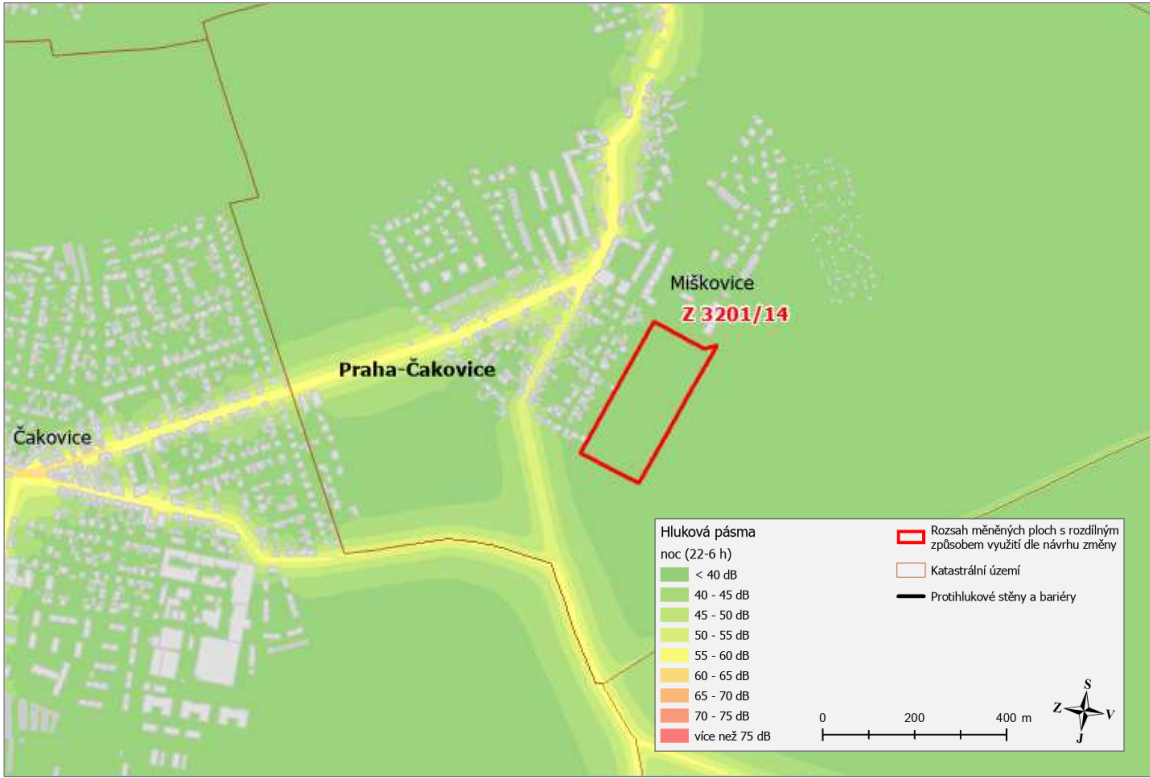 Miškovice
Z 3201/14
Praha-Čakovice
Čakovice
Hluková pásma
noc (22-6 h)
< 40 dB
40 - 45 dB
45 - 50 dB
50 - 55 dB
55 - 60 dB
60 - 65 dB
65 - 70 dB
70 - 75 dB
více než 75 dB
Rozsah měněných ploch s rozdílným
způsobem využití dle návrhu změny
Katastrální území
Protihlukové stěny a bariéry
S
Z V
J
0 200 400 m